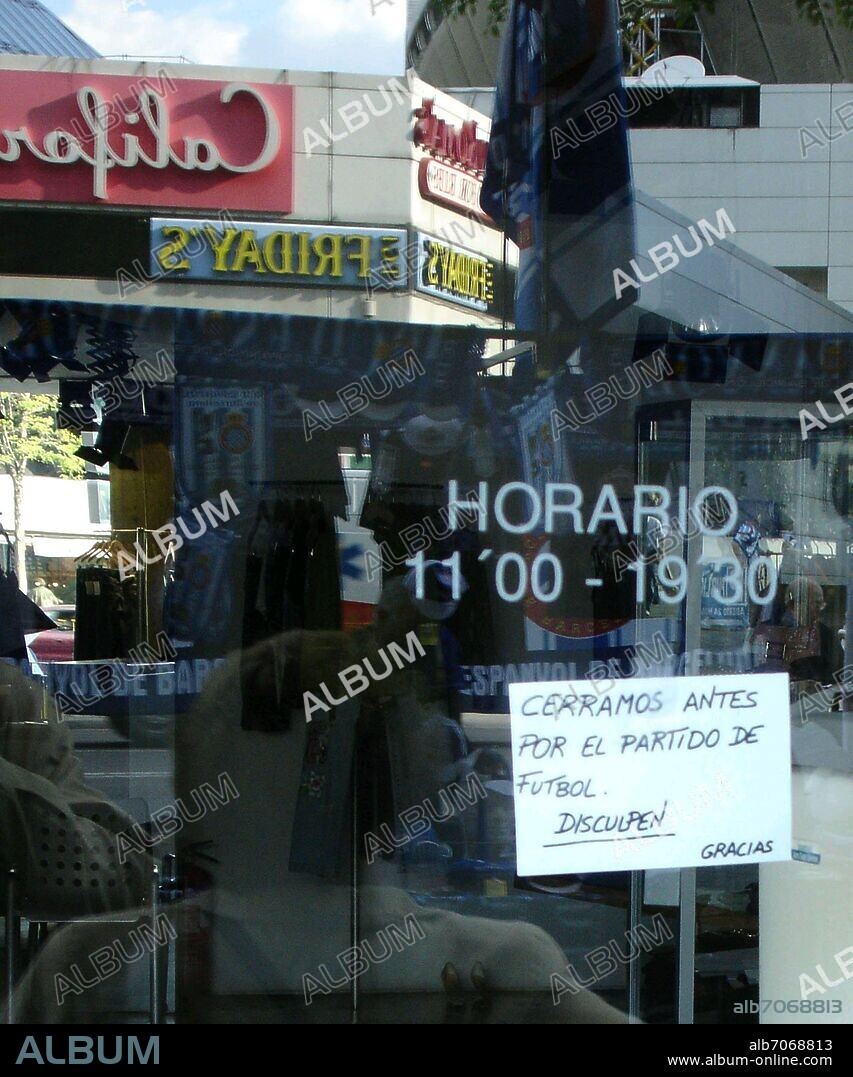 Califor
FRIDAY'S
FRIDAY'S
HORARIO
11´00 - 19´30
CERRAMOS ANTES
POR EL PARTIDO DE
FUTBOL.
DISCULPEN
GRACIAS
alb7068813
ALBUM
alb7068813
www.album-online.com